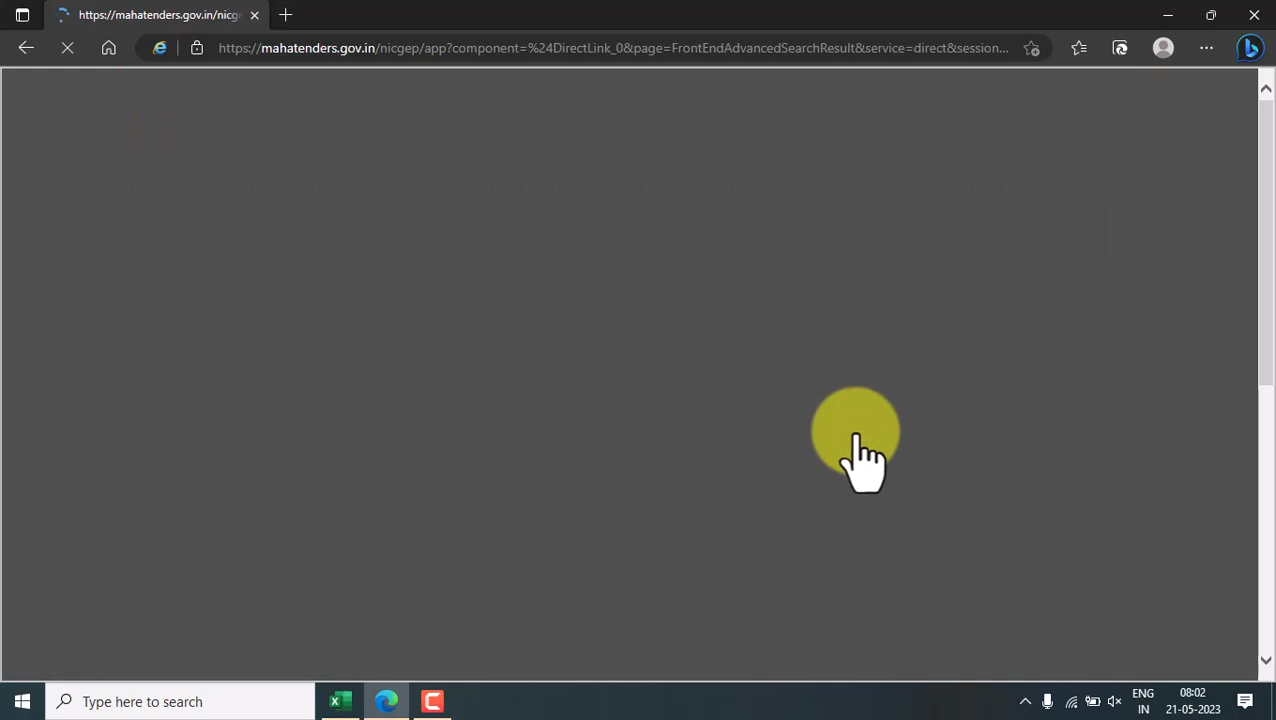 https://mahatenders.gov.in/nicge
https://mahatenders.gov.in/nicgep/app?component=%24DirectLink_0&page=FrontEndAdvancedSearchResult&service=direct&session...
Type here to search
ENG
IN
08:02
21-05-2023